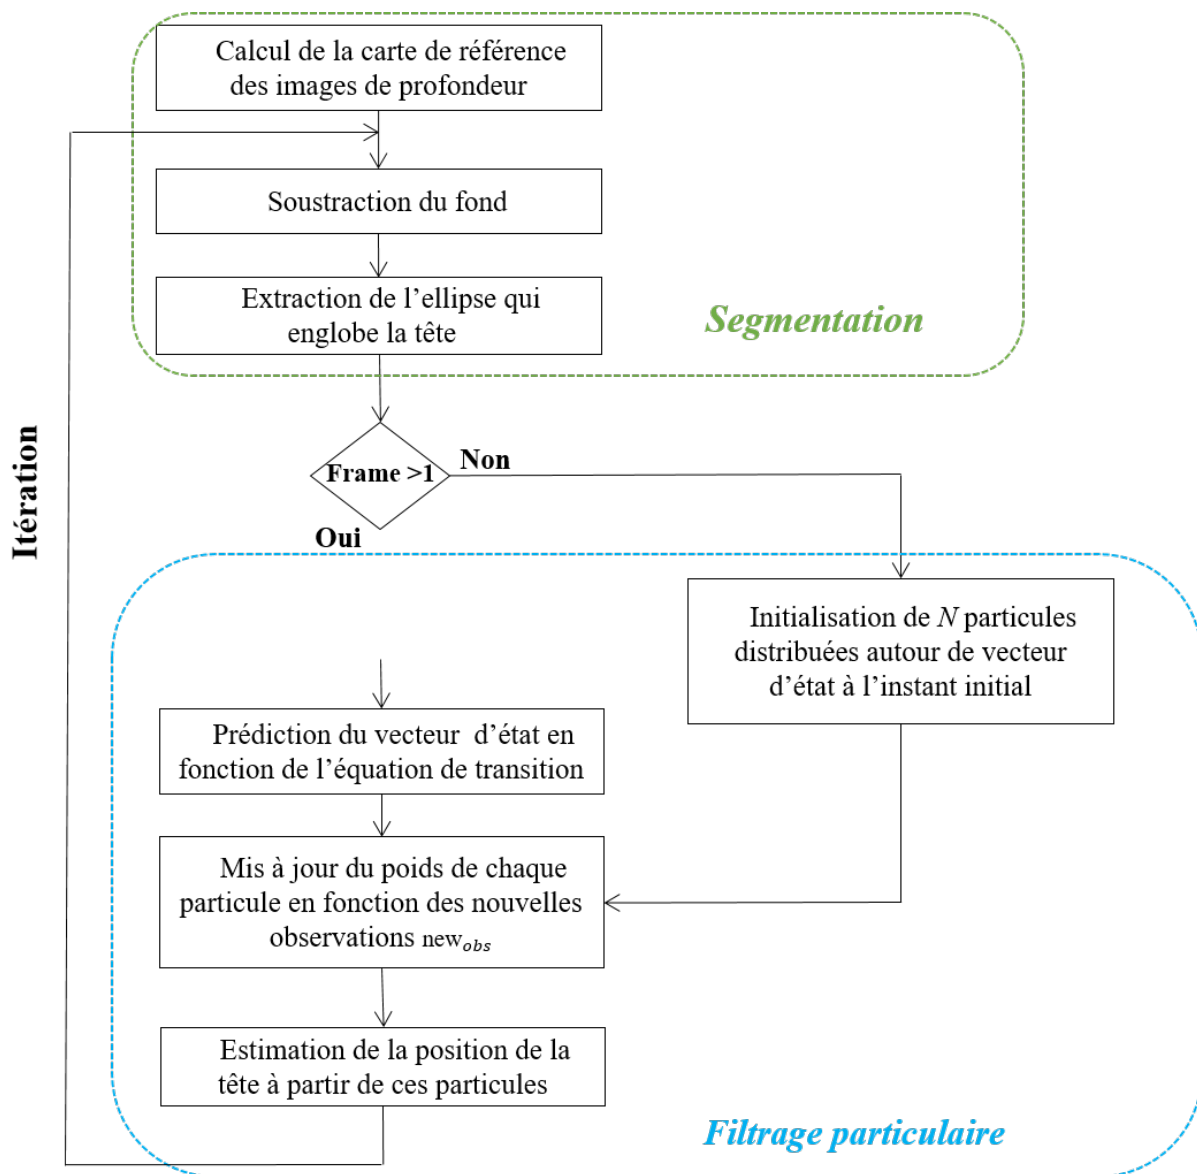 Calcul de la carte de référence
des images de profondeur
Soustraction du fond
Extraction de l’ellipse qui
englobe la tête
Segmentation
Itération
Frame >1
Non
Oui
Initialisation de N particules
distribuées autour de vecteur
d’état à l’instant initial
Prédiction du vecteur d’état en
fonction de l’équation de transition
Mis à jour du poids de chaque
particule en fonction des nouvelles
observations new_obs
Estimation de la position de la
tête à partir de ces particules
Filtrage particulaire